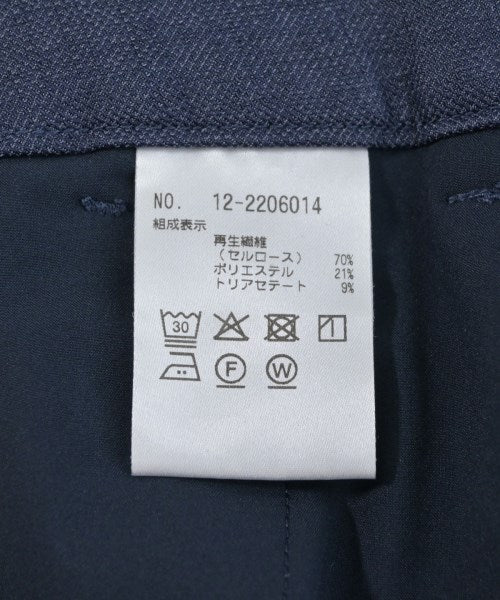 NO. 12-2206014
組成表示
再生繊維
(セルロース) 70%
ポリエステル 21%
トリアセテート 9%
30
F W